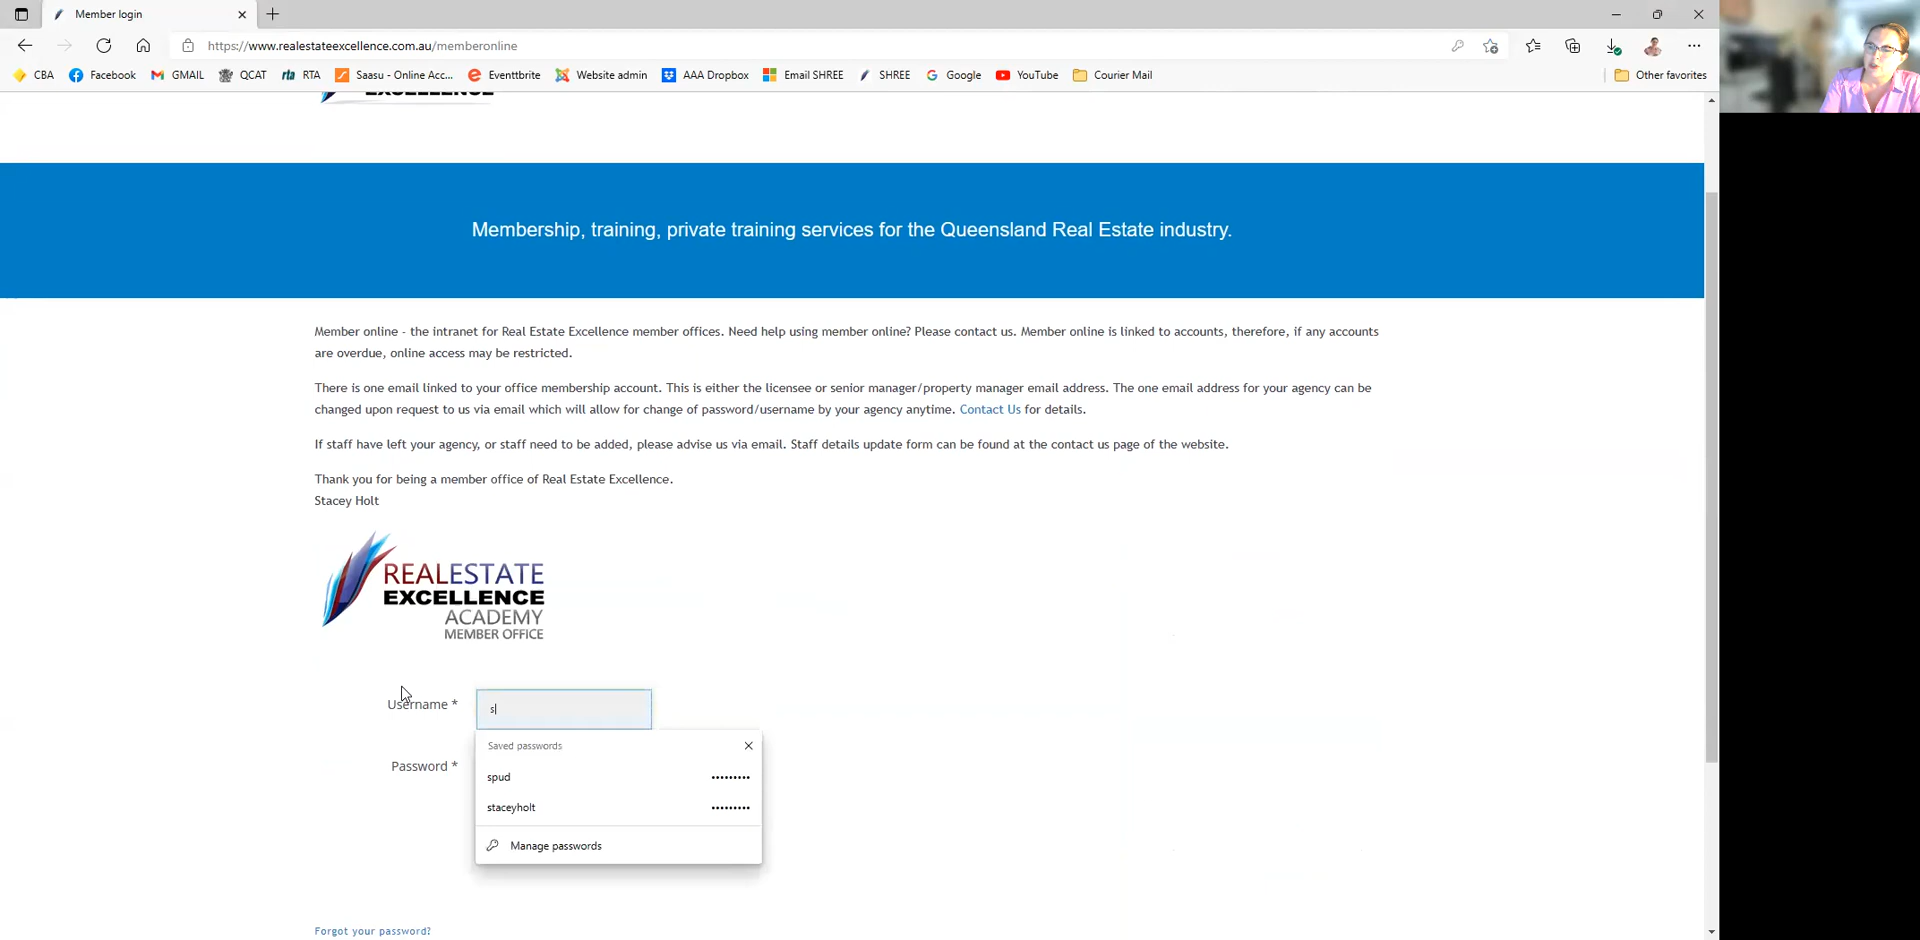 Member login
https://www.realestateexcellence.com.au/memberonline
CBA Facebook GMAIL QCAT rta RTA Saasu - Online Acc... Eventtbrite Website admin AAA Dropbox Email SHREE SHREE Google YouTube Courier Mail Other favorites
EXCELLENCE
Membership, training, private training services for the Queensland Real Estate industry.
Member online - the intranet for Real Estate Excellence member offices. Need help using member online? Please contact us. Member online is linked to accounts, therefore, if any accounts
are overdue, online access may be restricted.
There is one email linked to your office membership account. This is either the licensee or senior manager/property manager email address. The one email address for your agency can be
changed upon request to us via email which will allow for change of password/username by your agency anytime. Contact Us for details.
If staff have left your agency, or staff need to be added, please advise us via email. Staff details update form can be found at the contact us page of the website.
Thank you for being a member office of Real Estate Excellence.
Stacey Holt
REALESTATE
EXCELLENCE
ACADEMY
MEMBER OFFICE
Username * s
Saved passwords
Password *
spud •••••••••
staceyholt •••••••••
Manage passwords
Forgot your password?